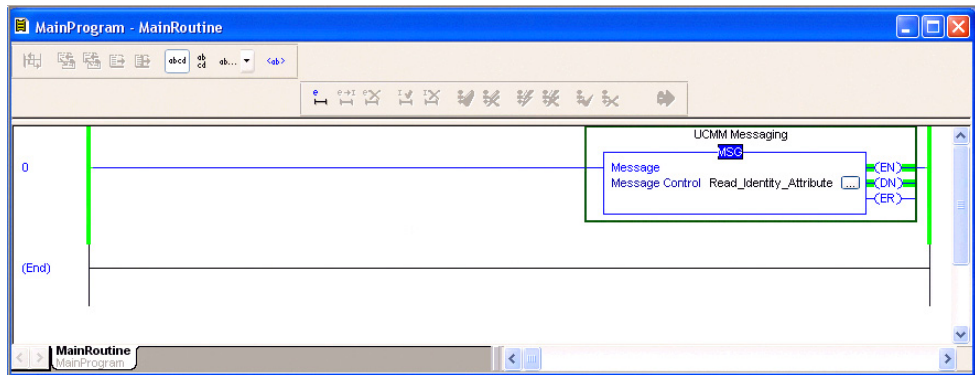 MainProgram - MainRoutine
abcd
ab
cd
ab...
<ab>
e
e→I
e
I
I
UCMM Messaging
MSG
0
Message
EN
Message Control Read_Identity_Attribute ...
DN
ER
(End)
MainRoutine
MainProgram